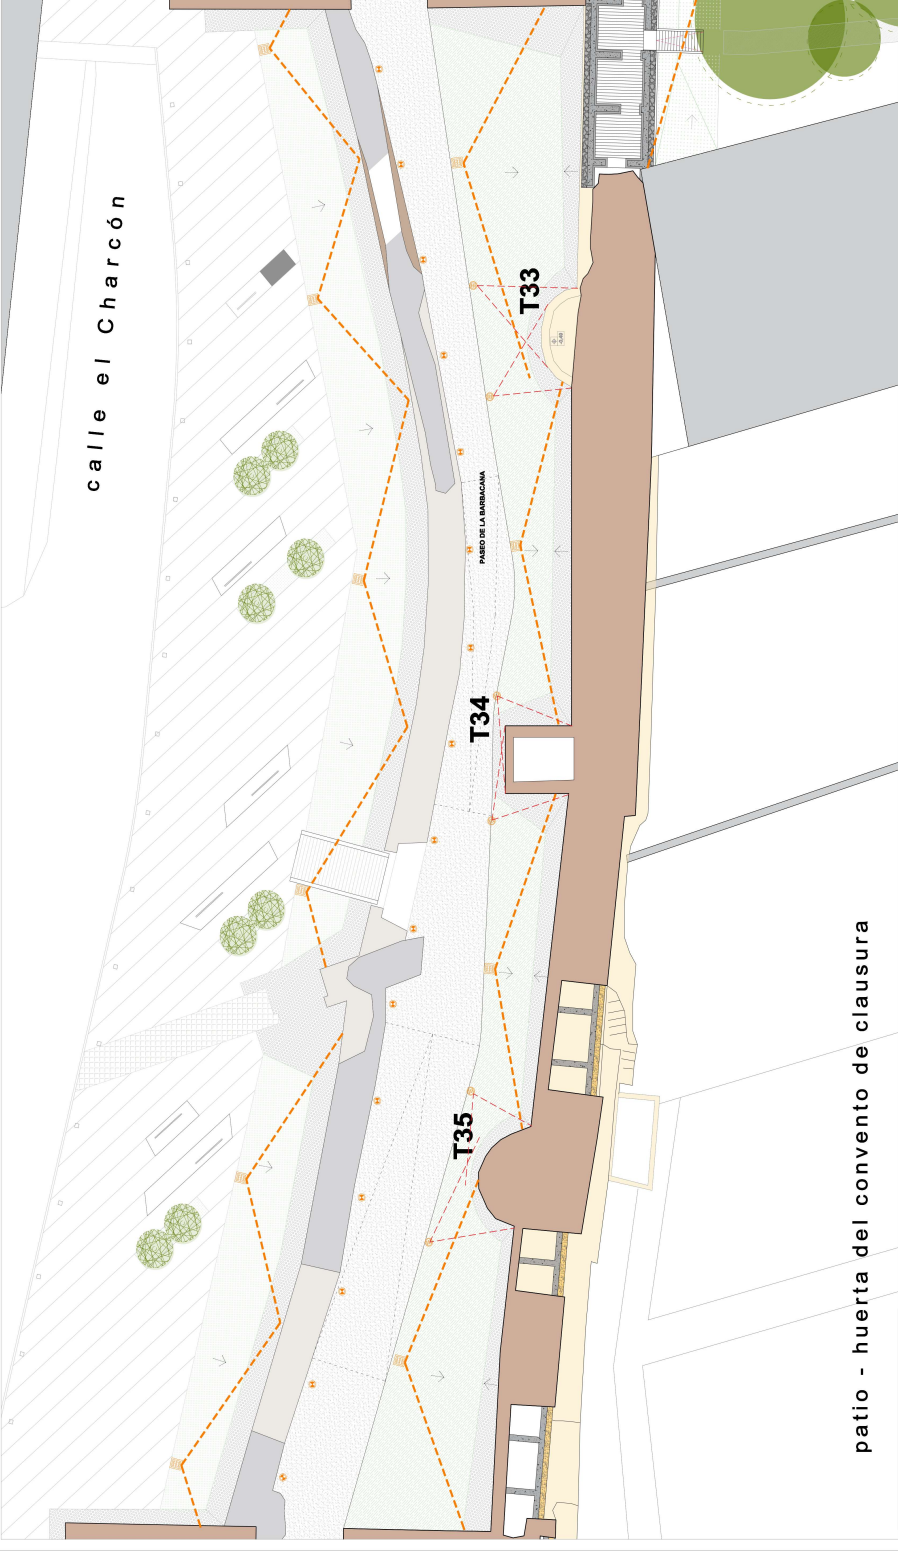 calle el Charcón
T33
PASEO DE LA BARBACANA
T34
T35
patio - huerta del convento de clausura